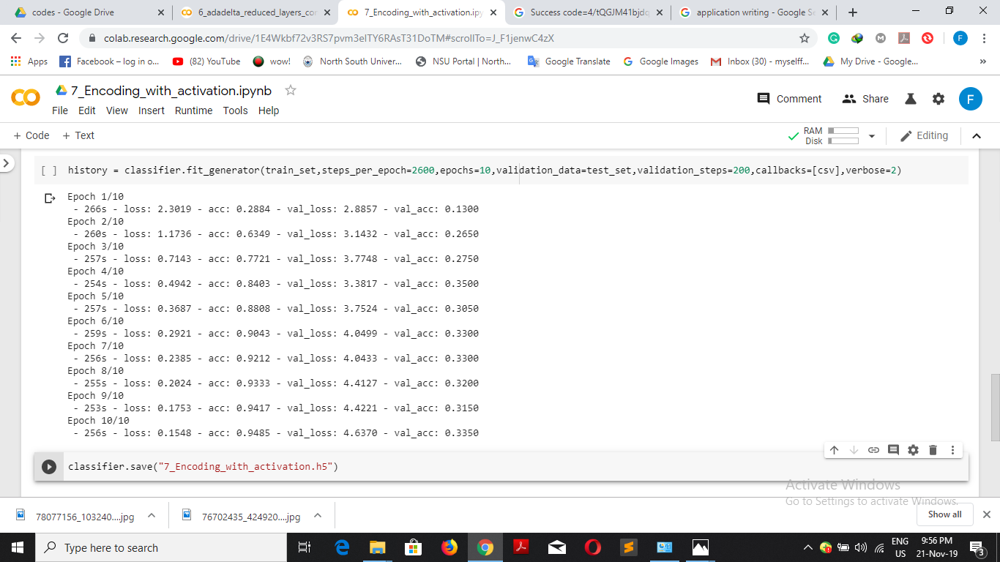 codes - Google Drive
6_adadelta_reduced_layers_cor
7_Encoding_with_activation.ipy
Success code=4/tQGJM41bjdq
application writing - Google Se
colab.research.google.com/drive/1E4Wkbf72v3RS7pvm3eITY6RAsT31DoTM#scrollTo=J_F1jenwC4zX
F
Apps
Facebook – log in o...
(82) YouTube
wow!
North South Univer...
NSU Portal | North...
Google Translate
Google Images
Inbox (30) - myselff...
My Drive - Google...
»
CO
7_Encoding_with_activation.ipynb
File Edit View Insert Runtime Tools Help
Comment
Share
F
+ Code + Text
RAM
Disk
Editing
[ ] history = classifier.fit_generator(train_set,steps_per_epoch=2600,epochs=10,validation_data=test_set,validation_steps=200,callbacks=[csv],verbose=2)
Epoch 1/10
- 266s - loss: 2.3019 - acc: 0.2884 - val_loss: 2.8857 - val_acc: 0.1300
Epoch 2/10
- 260s - loss: 1.1736 - acc: 0.6349 - val_loss: 3.1432 - val_acc: 0.2650
Epoch 3/10
- 257s - loss: 0.7143 - acc: 0.7721 - val_loss: 3.7748 - val_acc: 0.2750
Epoch 4/10
- 254s - loss: 0.4942 - acc: 0.8403 - val_loss: 3.3817 - val_acc: 0.3500
Epoch 5/10
- 257s - loss: 0.3687 - acc: 0.8808 - val_loss: 3.7524 - val_acc: 0.3050
Epoch 6/10
- 259s - loss: 0.2921 - acc: 0.9043 - val_loss: 4.0499 - val_acc: 0.3300
Epoch 7/10
- 256s - loss: 0.2385 - acc: 0.9212 - val_loss: 4.0433 - val_acc: 0.3300
Epoch 8/10
- 255s - loss: 0.2024 - acc: 0.9333 - val_loss: 4.4127 - val_acc: 0.3200
Epoch 9/10
- 253s - loss: 0.1753 - acc: 0.9417 - val_loss: 4.4221 - val_acc: 0.3150
Epoch 10/10
- 256s - loss: 0.1548 - acc: 0.9485 - val_loss: 4.6370 - val_acc: 0.3350
classifier.save("7_Encoding_with_activation.h5")
Activate Windows
Go to Settings to activate Windows.
78077156_103240....jpg
76702435_424920....jpg
Show all
Type here to search
ENG
US
9:56 PM
21-Nov-19
3